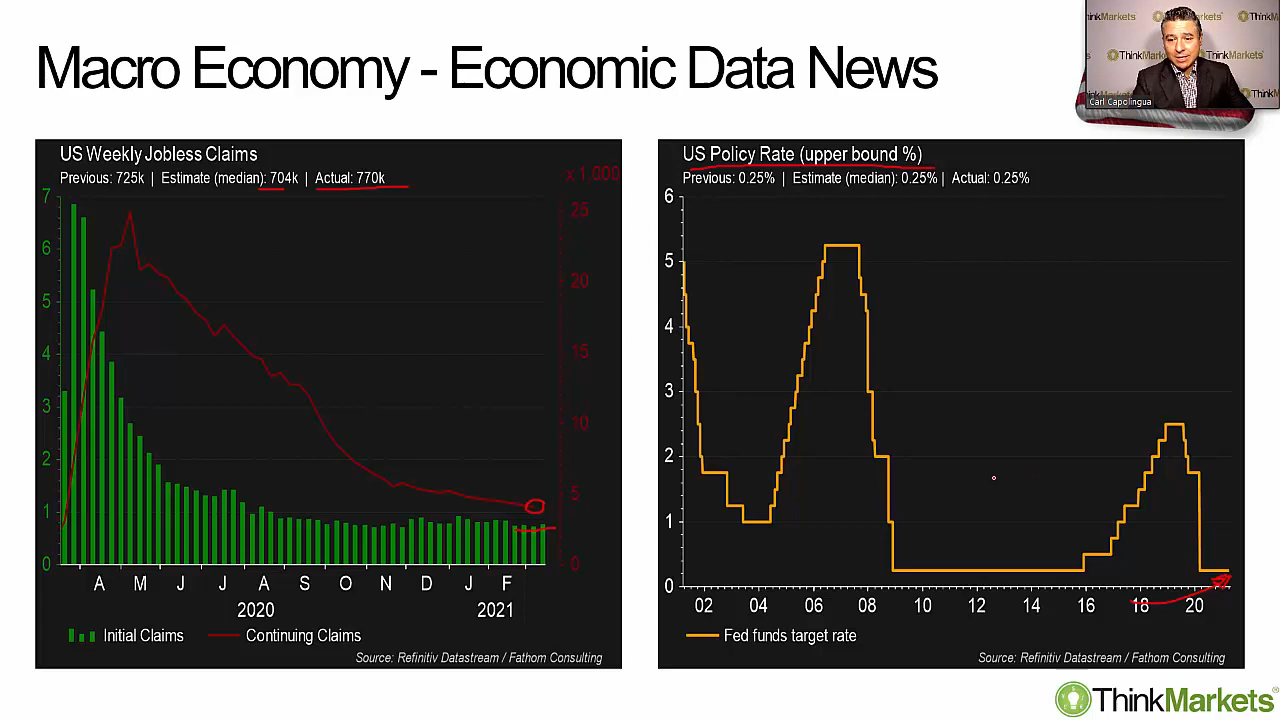 Macro Economy - Economic Data News
inkMarkets
ThinkMarkets
ThinkMarkets
ThinkMarkets
Carl Capolingua
US Weekly Jobless Claims
Previous: 725k | Estimate (median): 704k | Actual: 770k
x 1,000
7
6
5
4
3
2
1
0
25
20
15
10
5
0
A M J J A S O N D J F
2020 2021
Initial Claims Continuing Claims
Source: Refinitiv Datastream / Fathom Consulting
US Policy Rate (upper bound %)
Previous: 0.25% | Estimate (median): 0.25% | Actual: 0.25%
6
5
4
3
2
1
0
02 04 06 08 10 12 14 16 18 20
Fed funds target rate
Source: Refinitiv Datastream / Fathom Consulting
ThinkMarkets®